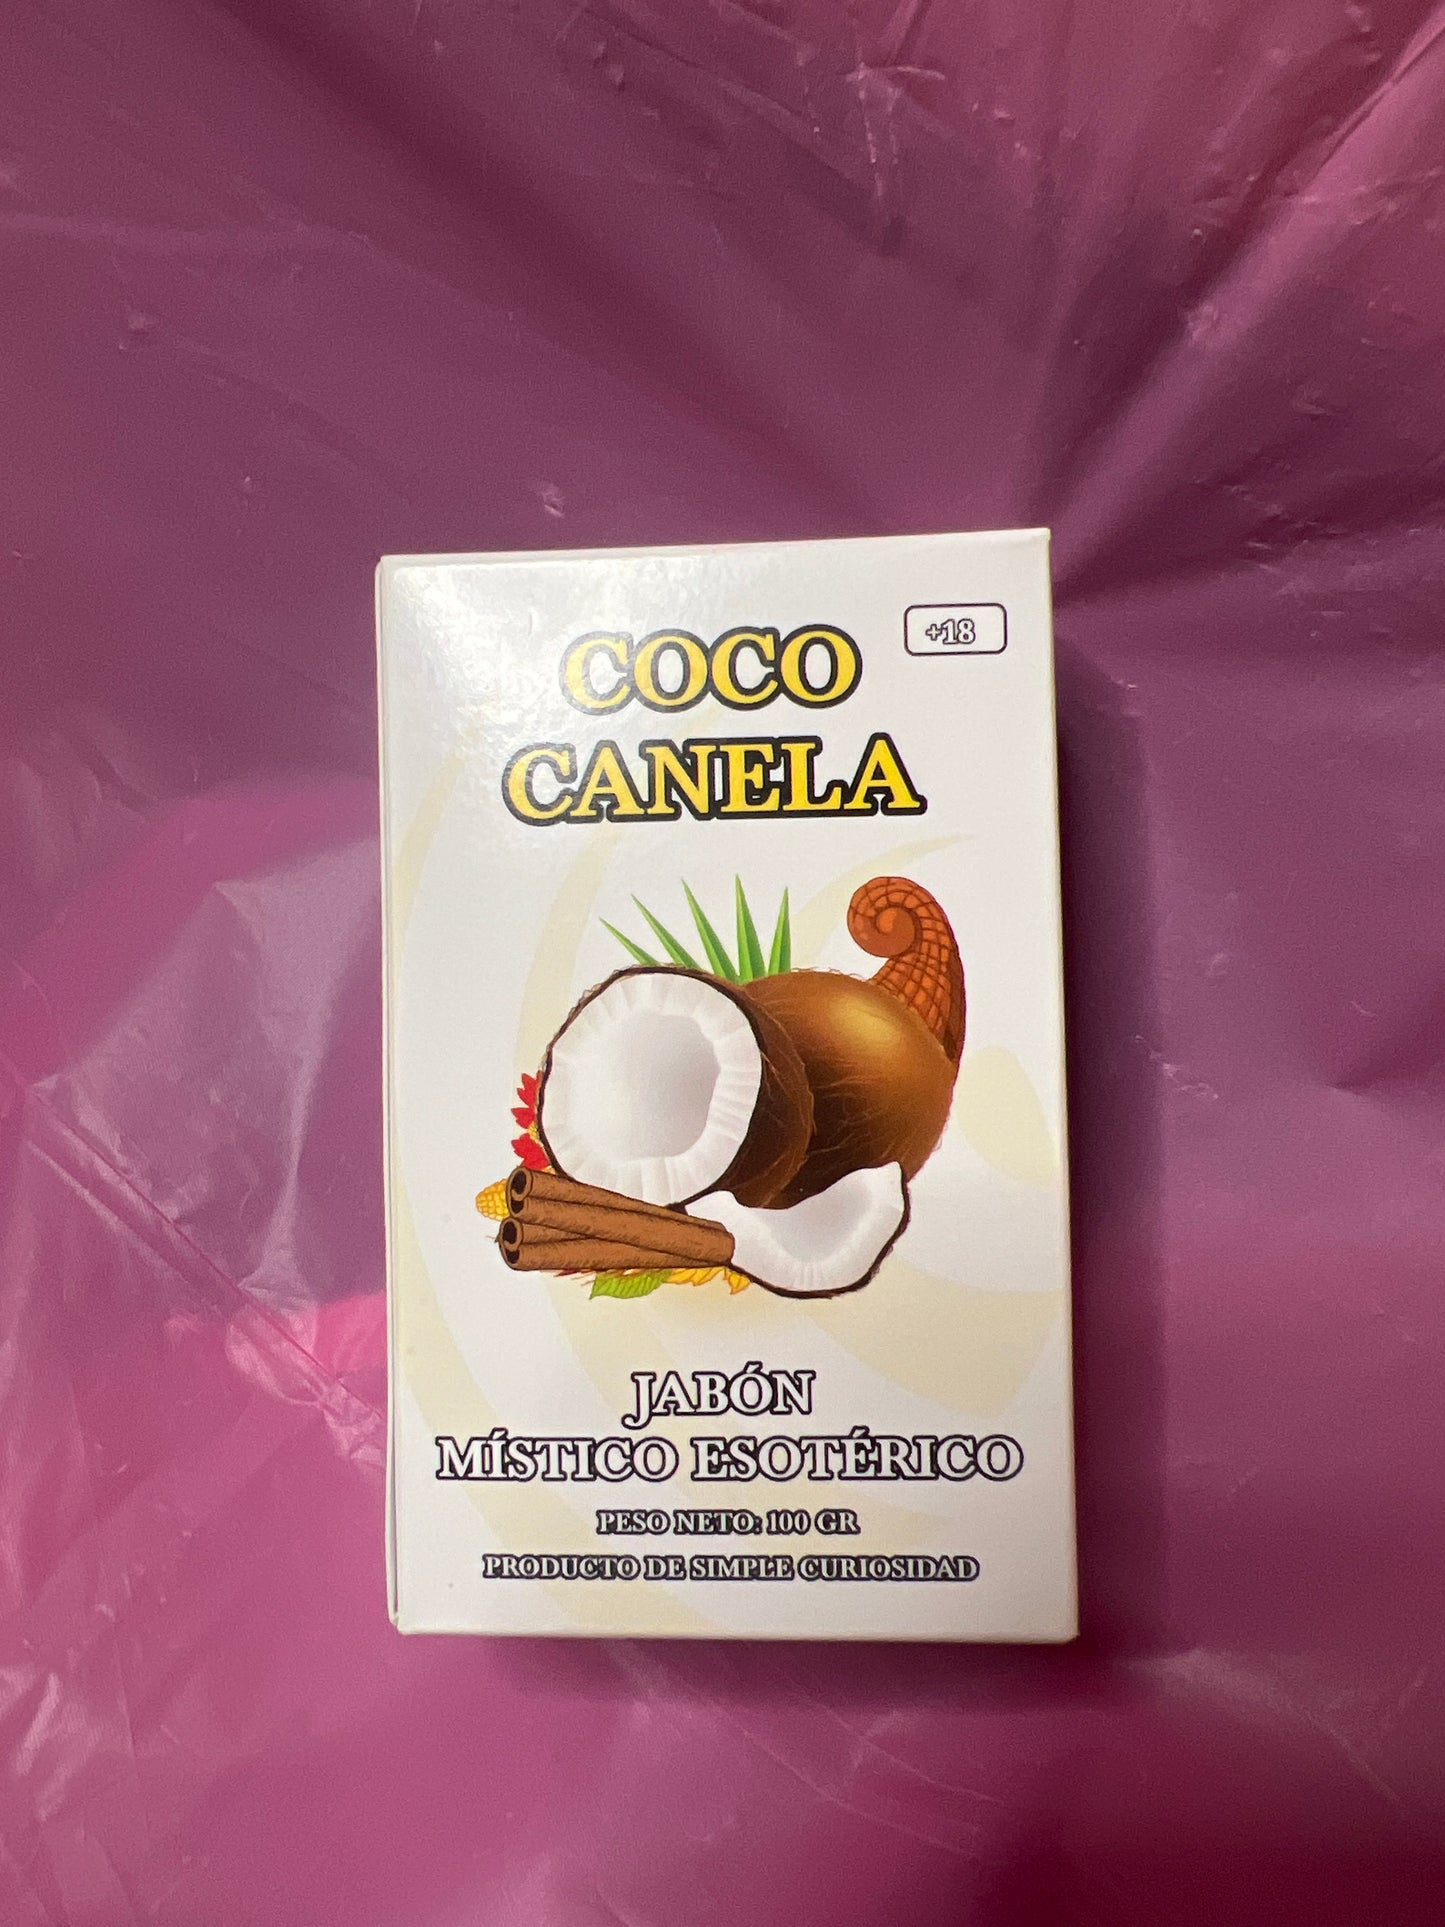 +18
COCO
CANELA
JABÓN
MÍSTICO ESOTÉRICO
PESO NETO: 100 GR
PRODUCTO DE SIMPLE CURIOSIDAD